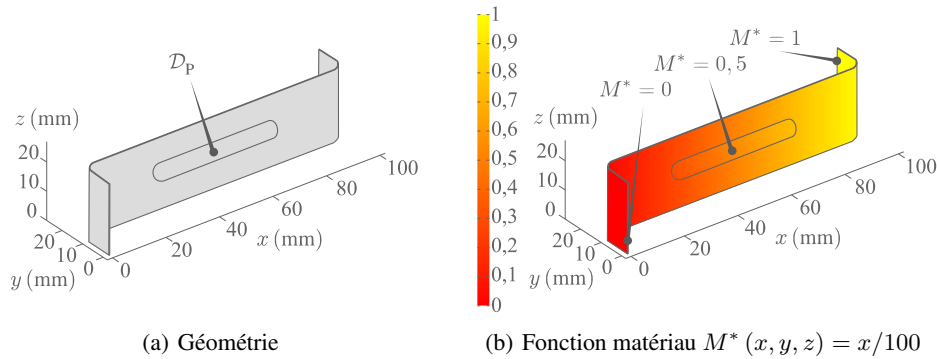 𝒟_P
z (mm)
20
10
0
20
10
0
y (mm)
0
20
40
60
80
100
x (mm)
(a) Géométrie
1
0,9
0,8
0,7
0,6
0,5
0,4
0,3
0,2
0,1
0
M* = 1
M* = 0, 5
M* = 0
z (mm)
20
10
0
20
10
0
y (mm)
0
20
40
60
80
100
x (mm)
(b) Fonction matériau M* (x, y, z) = x/100